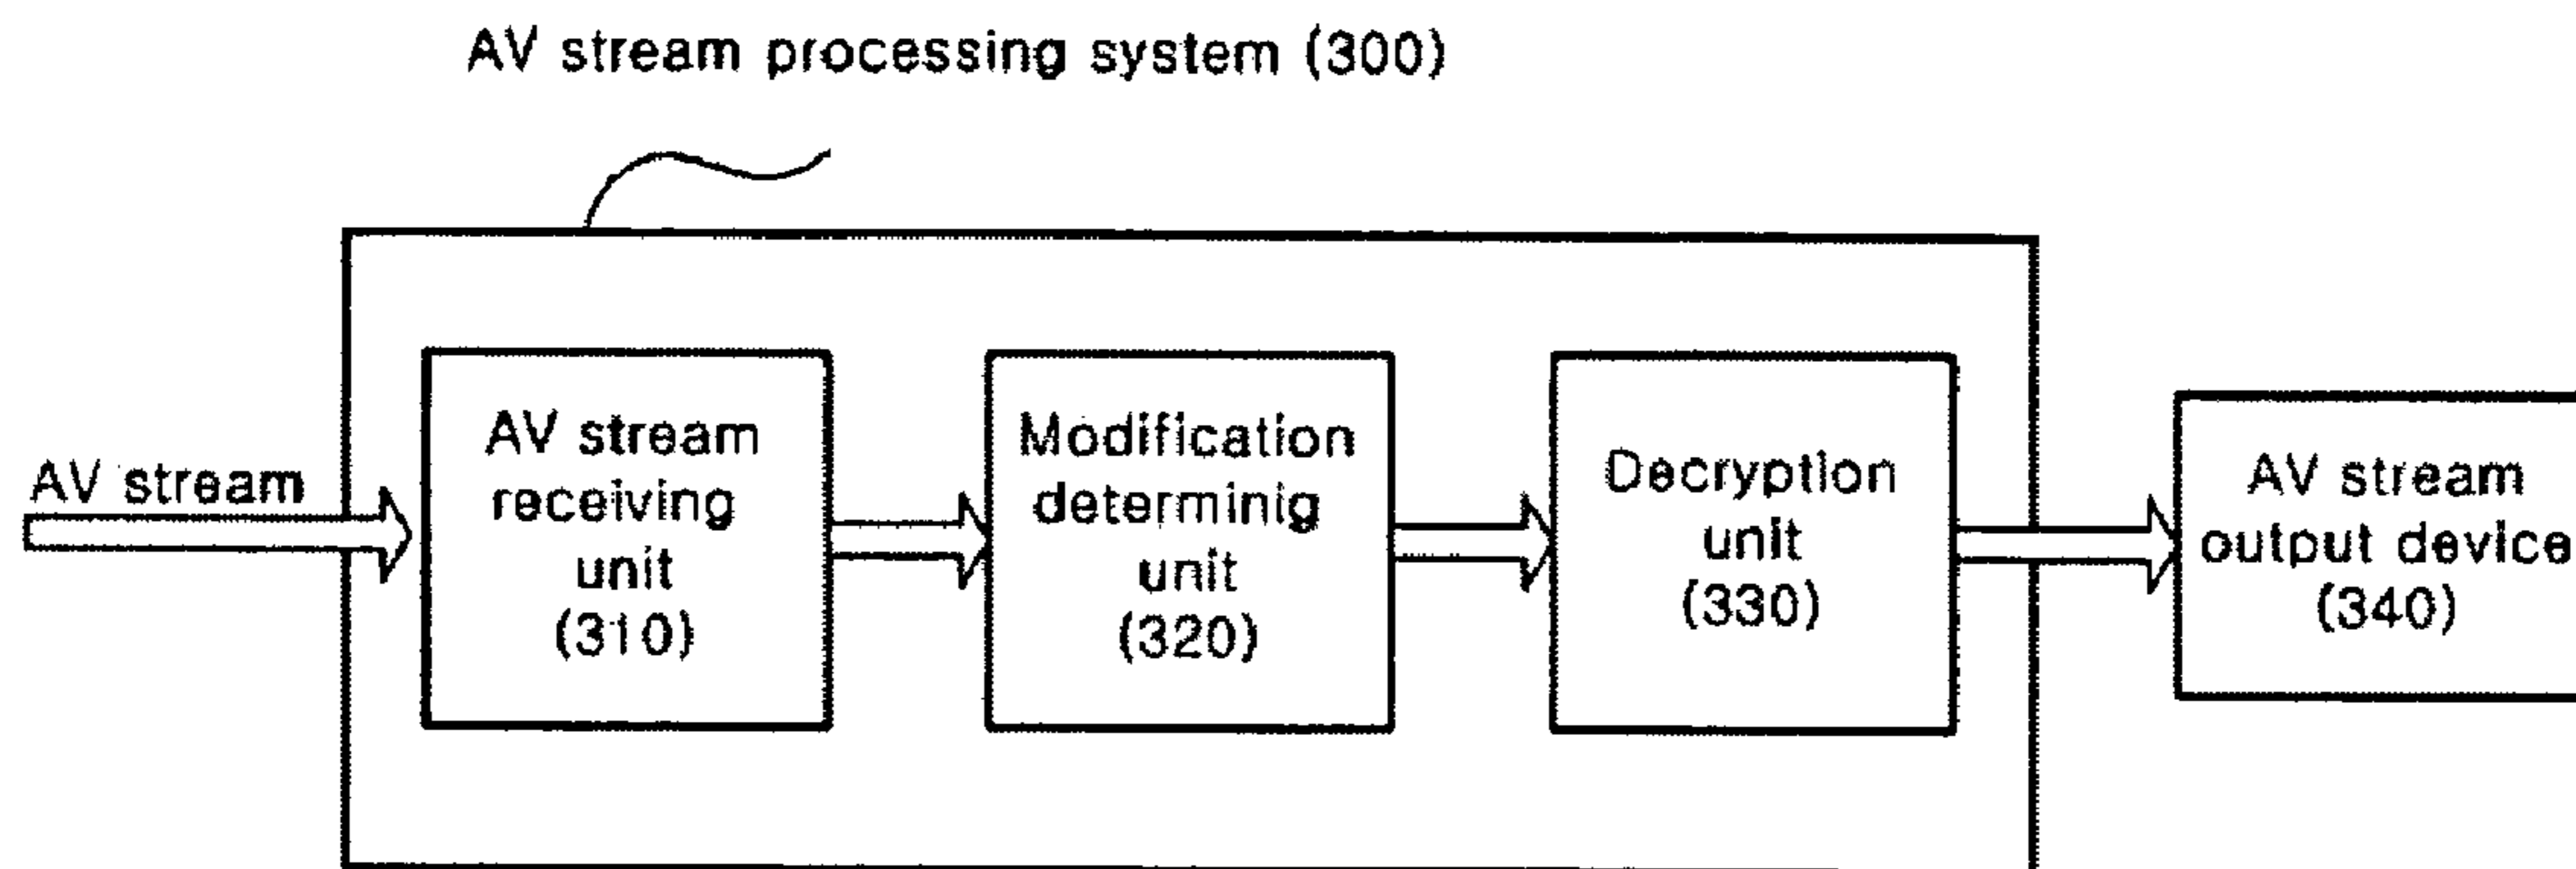 AV stream processing system (300)
AV stream
AV stream
receiving
unit
(310)
Modification
determinig
unit
(320)
Decryption
unit
(330)
AV stream
output device
(340)